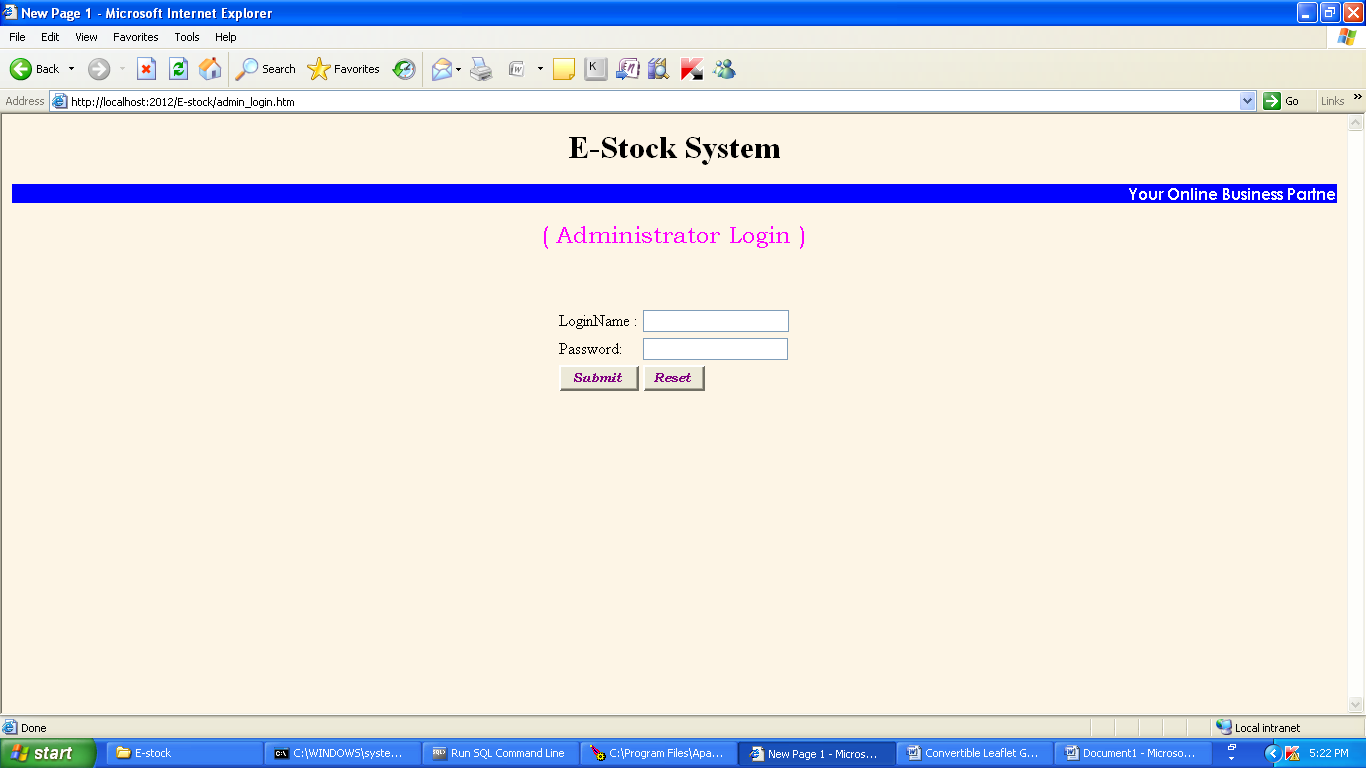 New Page 1 - Microsoft Internet Explorer
File Edit View Favorites Tools Help
Back Search Favorites
Address http://localhost:2012/E-stock/admin_login.htm Go Links »
E-Stock System
Your Online Business Partne
( Administrator Login )
LoginName :
Password:
Submit Reset
Done Local intranet
start E-stock C:\WINDOWS\syste... Run SQL Command Line C:\Program Files\Apa... New Page 1 - Micros... Convertible Leaflet G... Document1 - Microso... 5:22 PM